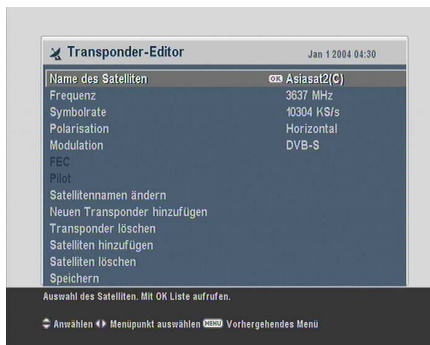 Transponder-Editor Jan 1 2004 04:30
Name des Satelliten OK Asiasat2(C)
Frequenz 3637 MHz
Symbolrate 10304 KS/s
Polarisation Horizontal
Modulation DVB-S
FEC
Pilot
Satellitennamen ändern
Neuen Transponder hinzufügen
Transponder löschen
Satelliten hinzufügen
Satelliten löschen
Speichern
Auswahl des Satelliten. Mit OK Liste aufrufen.
Anwählen Menüpunkt auswählen MENU Vorhergehendes Menü